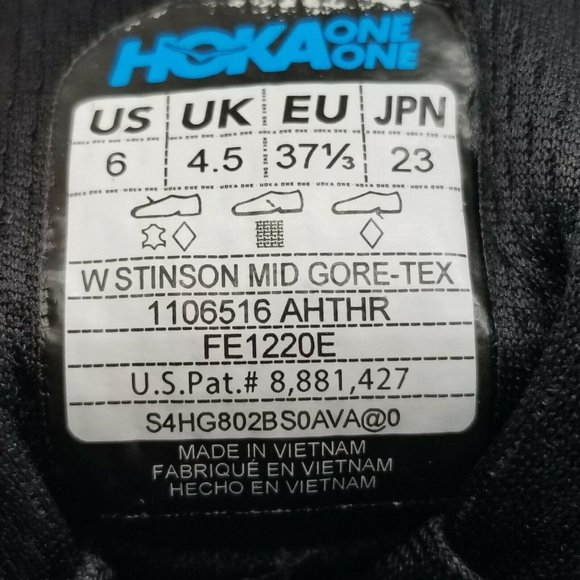 HOKA ONE ONE
US UK EU JPN
6 4.5 37⅓ 23
W STINSON MID GORE-TEX
1106516 AHTHR
FE1220E
U.S.Pat.# 8,881,427
S4HG802BS0AVA@0
MADE IN VIETNAM
FABRIQUÉ EN VIETNAM
HECHO EN VIETNAM